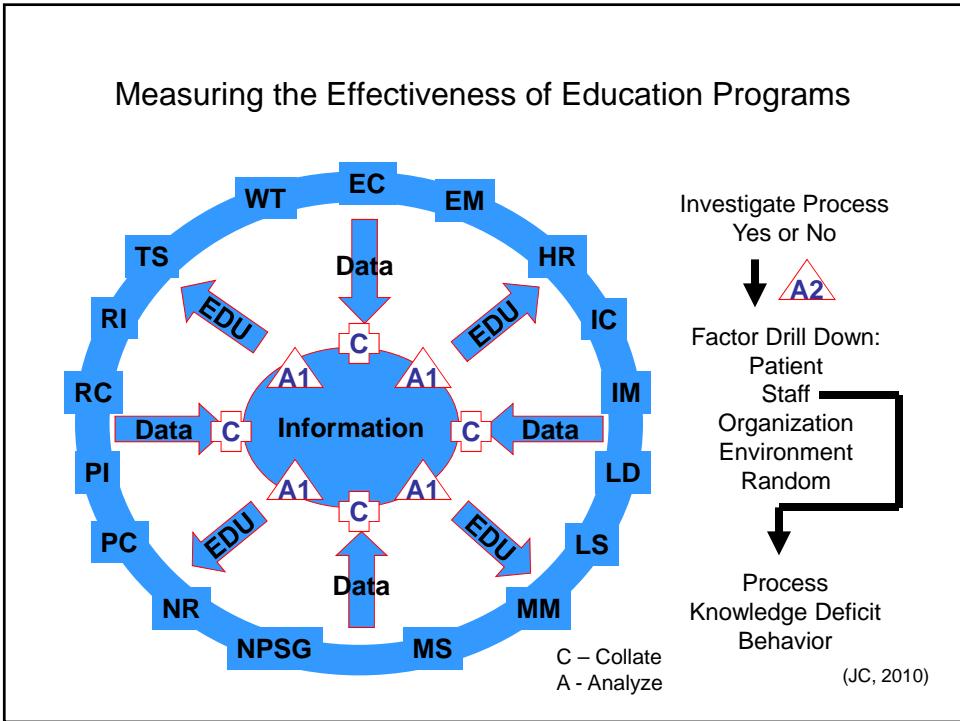 Measuring the Effectiveness of Education Programs
EC
EM
HR
IC
IM
LD
LS
MM
MS
NPSG
NR
PC
PI
RC
RI
TS
WT
Data
EDU
EDU
C
A1
A1
Data
C
Information
C
Data
A1
A1
C
EDU
EDU
Data
C – Collate
A - Analyze
Investigate Process
Yes or No
A2
Factor Drill Down:
Patient
Staff
Organization
Environment
Random
Process
Knowledge Deficit
Behavior
(JC, 2010)